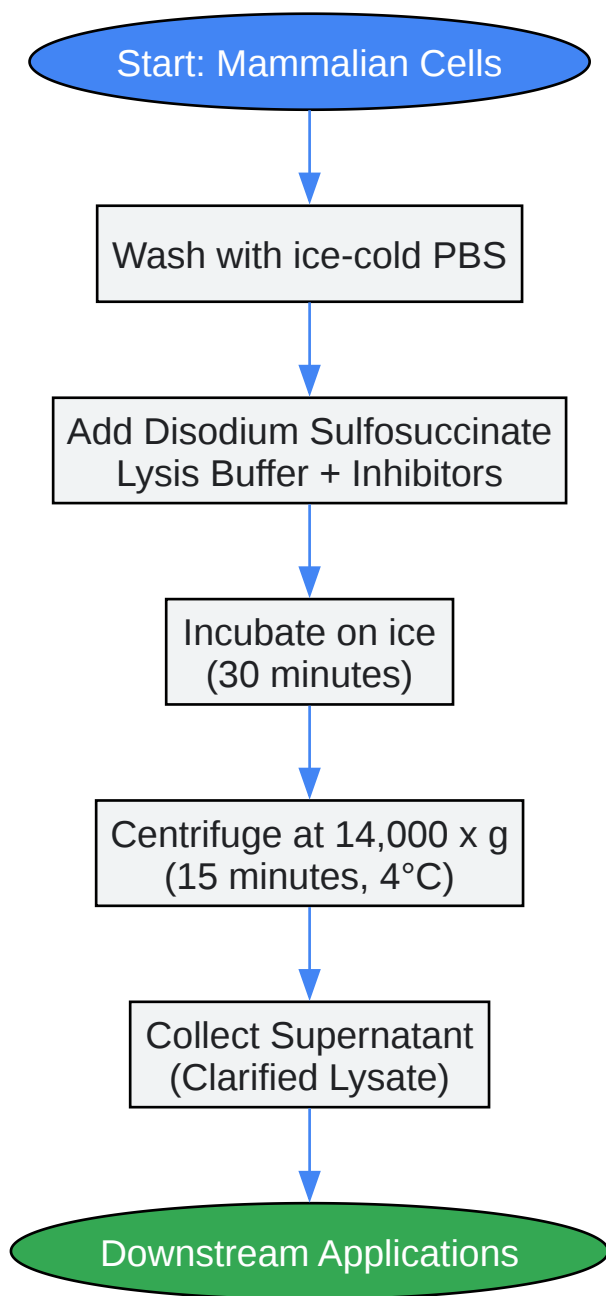 Start: Mammalian Cells
Wash with ice-cold PBS
Add Disodium Sulfosuccinate
Lysis Buffer + Inhibitors
Incubate on ice
(30 minutes)
Centrifuge at 14,000 x g
(15 minutes, 4°C)
Collect Supernatant
(Clarified Lysate)
Downstream Applications